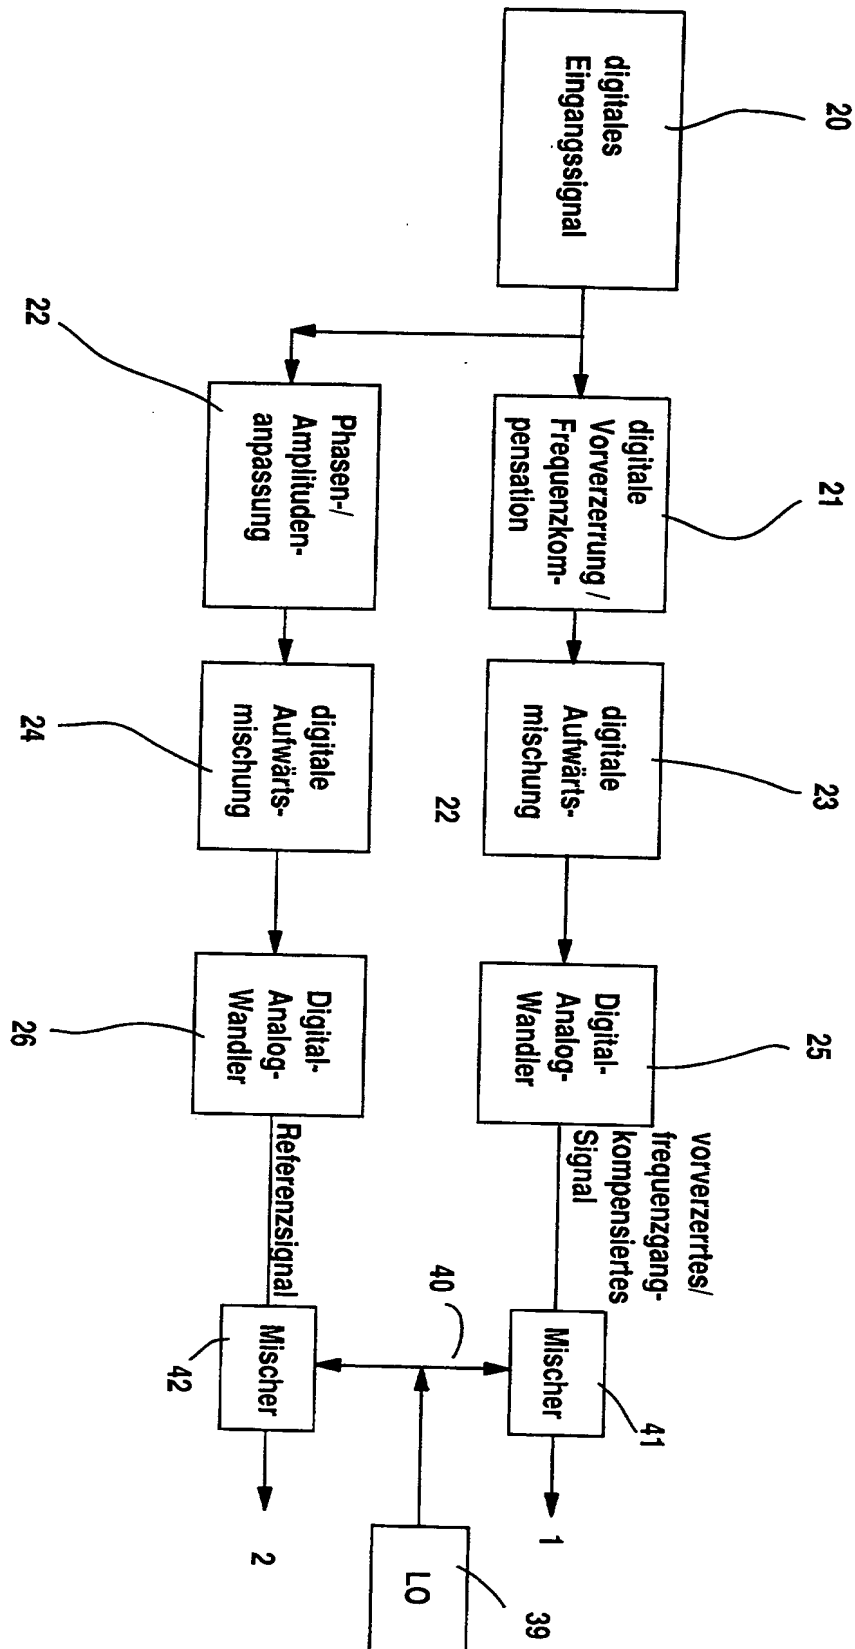 20
digitales
Eingangssignal
21
digitale
Vorverzerrung /
Frequenzkom-
pensation
22
Phasen-/
Amplituden-
anpassung
23
digitale
Aufwärts-
mischung
22
24
digitale
Aufwärts-
mischung
25
Digital-
Analog-
Wandler
26
Digital-
Analog-
Wandler
vorverzerrtes/
frequenzgang-
kompensiertes
Signal
Referenzsignal
40
41
Mischer
42
Mischer
1
2
39
LO